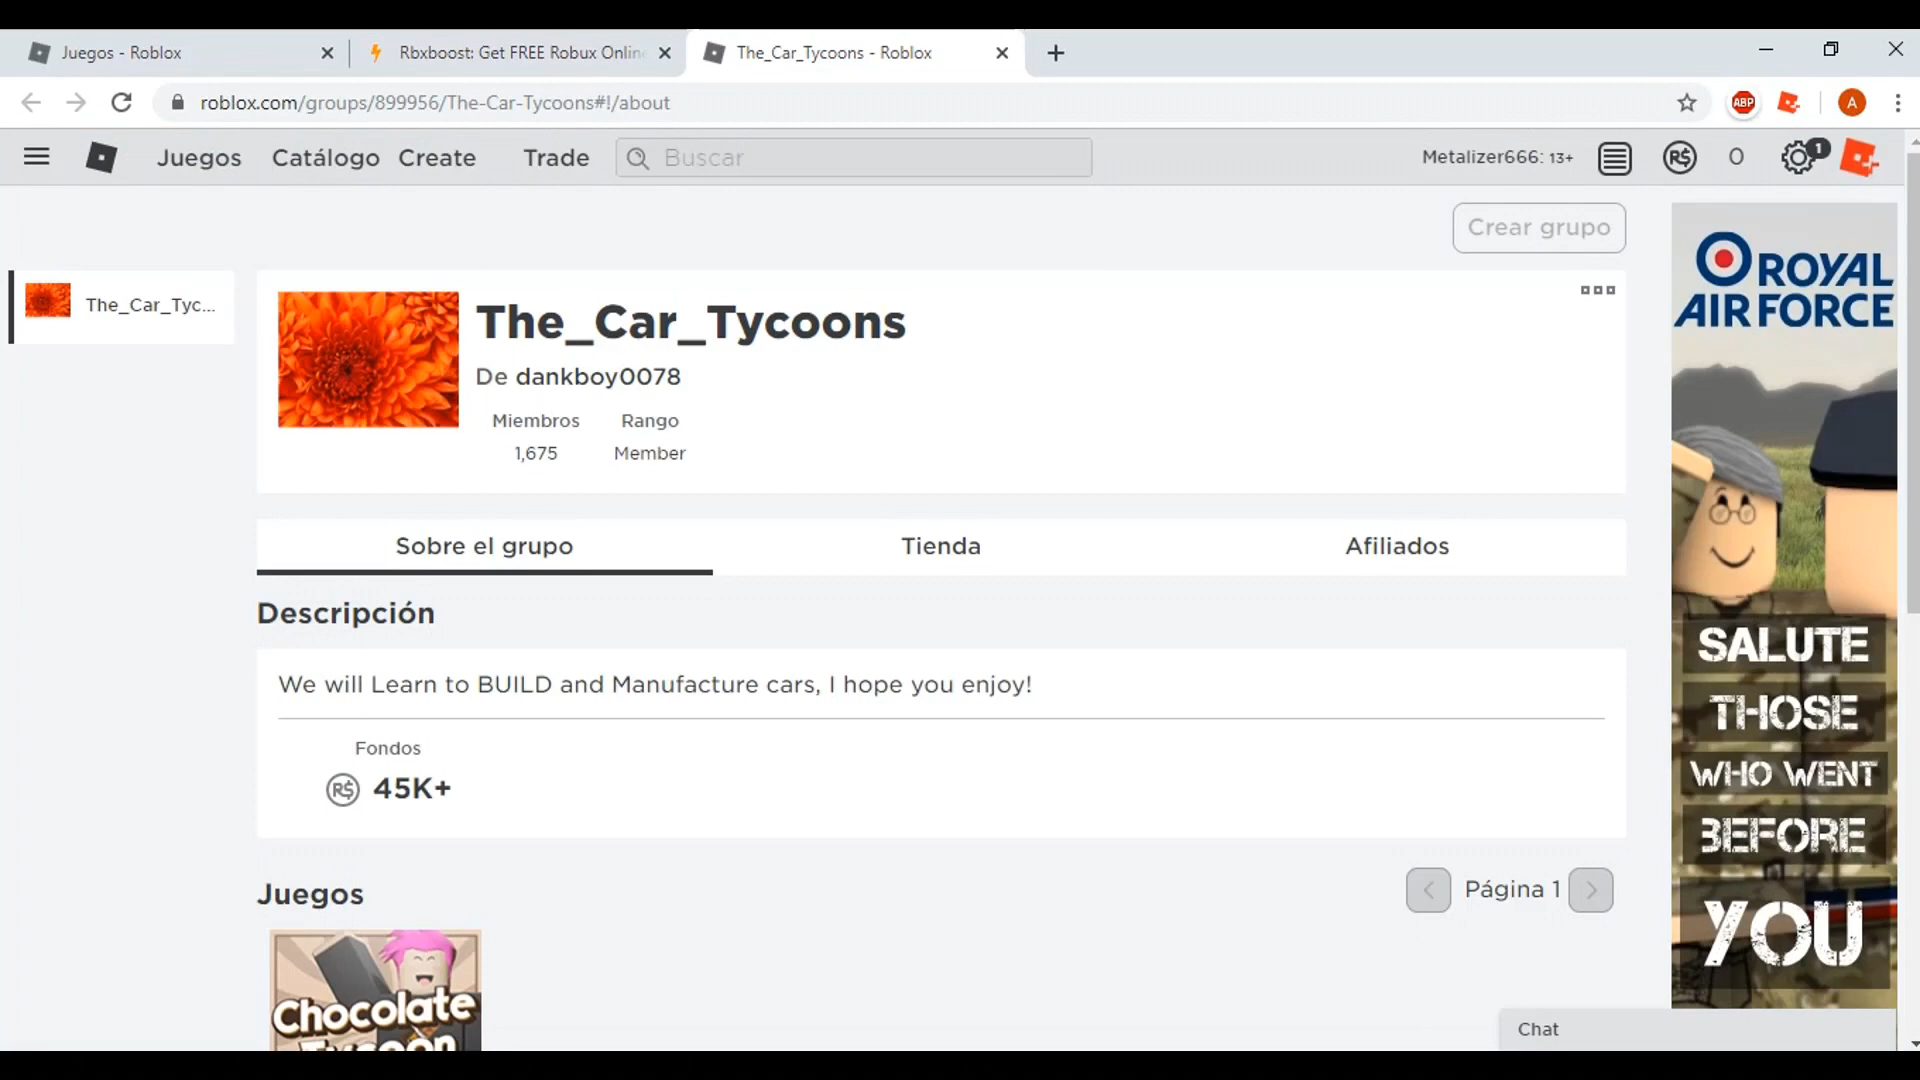 Juegos - Roblox
Rbxboost: Get FREE Robux Onlin
The_Car_Tycoons - Roblox
roblox.com/groups/899956/The-Car-Tycoons#!/about
ABP
A
Juegos
Catálogo
Create
Trade
Buscar
Metalizer666: 13+
R$
0
1
Crear grupo
The_Car_Tyc...
The_Car_Tycoons
De dankboy0078
Miembros Rango
1,675 Member
Sobre el grupo
Tienda
Afiliados
Descripción
We will Learn to BUILD and Manufacture cars, I hope you enjoy!
Fondos
R$ 45K+
Juegos
Página 1
Chocolate
Tycoon
ROYAL
AIR FORCE
SALUTE
THOSE
WHO WENT
BEFORE
YOU
Chat